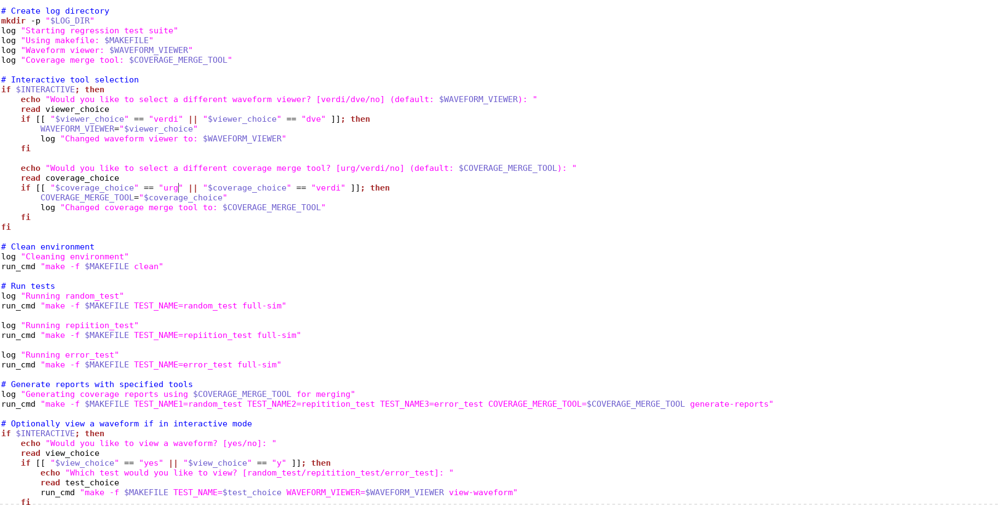 # Create log directory
mkdir -p "$LOG_DIR"
log "Starting regression test suite"
log "Using makefile: $MAKEFILE"
log "Waveform viewer: $WAVEFORM_VIEWER"
log "Coverage merge tool: $COVERAGE_MERGE_TOOL"

# Interactive tool selection
if $INTERACTIVE; then
    echo "Would you like to select a different waveform viewer? [verdi/dve/no] (default: $WAVEFORM_VIEWER): "
    read viewer_choice
    if [[ "$viewer_choice" == "verdi" || "$viewer_choice" == "dve" ]]; then
        WAVEFORM_VIEWER="$viewer_choice"
        log "Changed waveform viewer to: $WAVEFORM_VIEWER"
    fi

    echo "Would you like to select a different coverage merge tool? [urg/verdi/no] (default: $COVERAGE_MERGE_TOOL): "
    read coverage_choice
    if [[ "$coverage_choice" == "urg" || "$coverage_choice" == "verdi" ]]; then
        COVERAGE_MERGE_TOOL="$coverage_choice"
        log "Changed coverage merge tool to: $COVERAGE_MERGE_TOOL"
    fi
fi

# Clean environment
log "Cleaning environment"
run_cmd "make -f $MAKEFILE clean"

# Run tests
log "Running random_test"
run_cmd "make -f $MAKEFILE TEST_NAME=random_test full-sim"

log "Running repiition_test"
run_cmd "make -f $MAKEFILE TEST_NAME=repiition_test full-sim"

log "Running error_test"
run_cmd "make -f $MAKEFILE TEST_NAME=error_test full-sim"

# Generate reports with specified tools
log "Generating coverage reports using $COVERAGE_MERGE_TOOL for merging"
run_cmd "make -f $MAKEFILE TEST_NAME1=random_test TEST_NAME2=repitition_test TEST_NAME3=error_test COVERAGE_MERGE_TOOL=$COVERAGE_MERGE_TOOL generate-reports"

# Optionally view a waveform if in interactive mode
if $INTERACTIVE; then
    echo "Would you like to view a waveform? [yes/no]: "
    read view_choice
    if [[ "$view_choice" == "yes" || "$view_choice" == "y" ]]; then
        echo "Which test would you like to view? [random_test/repitition_test/error_test]: "
        read test_choice
        run_cmd "make -f $MAKEFILE TEST_NAME=$test_choice WAVEFORM_VIEWER=$WAVEFORM_VIEWER view-waveform"
    fi